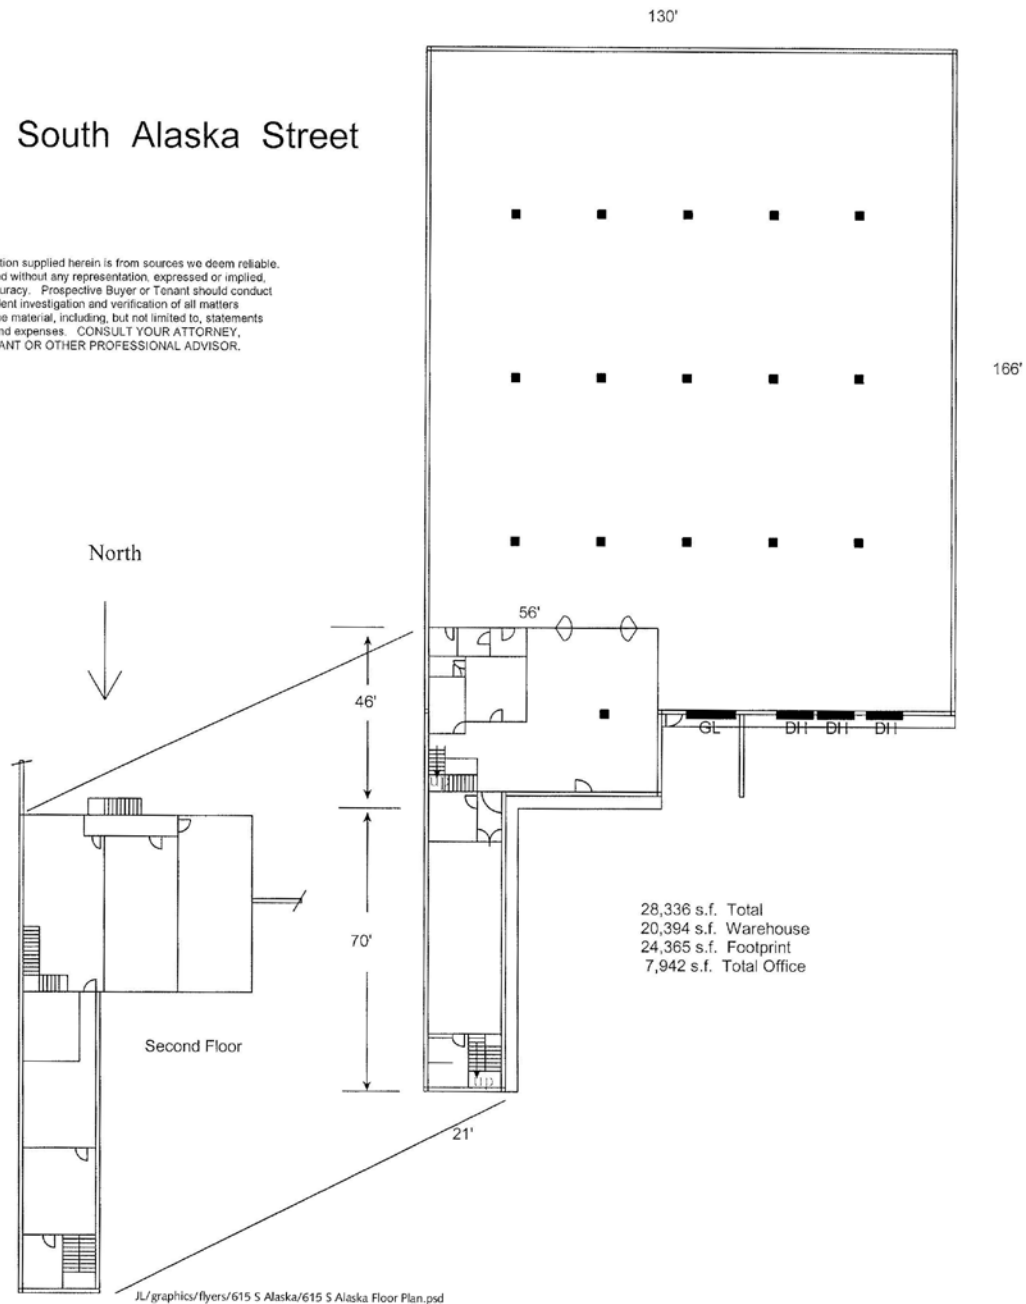 130'
South Alaska Street
tion supplied herein is from sources we deem reliable.
d without any representation, expressed or implied,
uracy. Prospective Buyer or Tenant should conduct
ent investigation and verification of all matters
e material, including, but not limited to, statements
nd expenses. CONSULT YOUR ATTORNEY,
ANT OR OTHER PROFESSIONAL ADVISOR.
166'
North
56'
46'
GL DH DH DH
28,336 s.f. Total
20,394 s.f. Warehouse
24,365 s.f. Footprint
7,942 s.f. Total Office
70'
Second Floor
21'
JL/graphics/flyers/615 S Alaska/615 S Alaska Floor Plan.psd